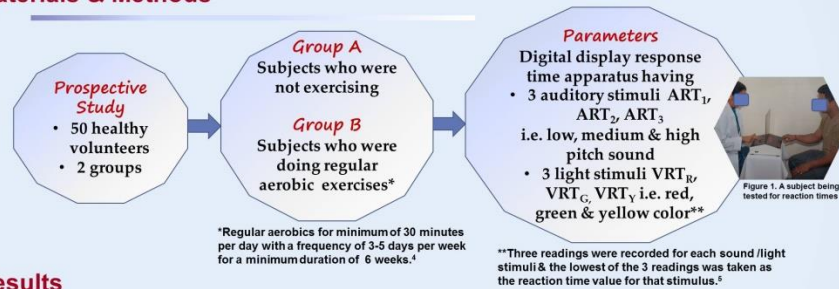 Materials & Methods
Prospective
Study
• 50 healthy
volunteers
• 2 groups
Group A
Subjects who were
not exercising
Group B
Subjects who were
doing regular
aerobic exercises*
*Regular aerobics for minimum of 30 minutes
per day with a frequency of 3-5 days per week
for a minimum duration of 6 weeks.⁴
Parameters
Digital display response
time apparatus having
• 3 auditory stimuli ART₁,
ART₂, ART₃
i.e. low, medium & high
pitch sound
• 3 light stimuli VRT_R,
VRT_G, VRT_Y i.e. red,
green & yellow color**
Figure 1. A subject being
tested for reaction times
**Three readings were recorded for each sound /light
stimuli & the lowest of the 3 readings was taken as
the reaction time value for that stimulus.⁵
Results